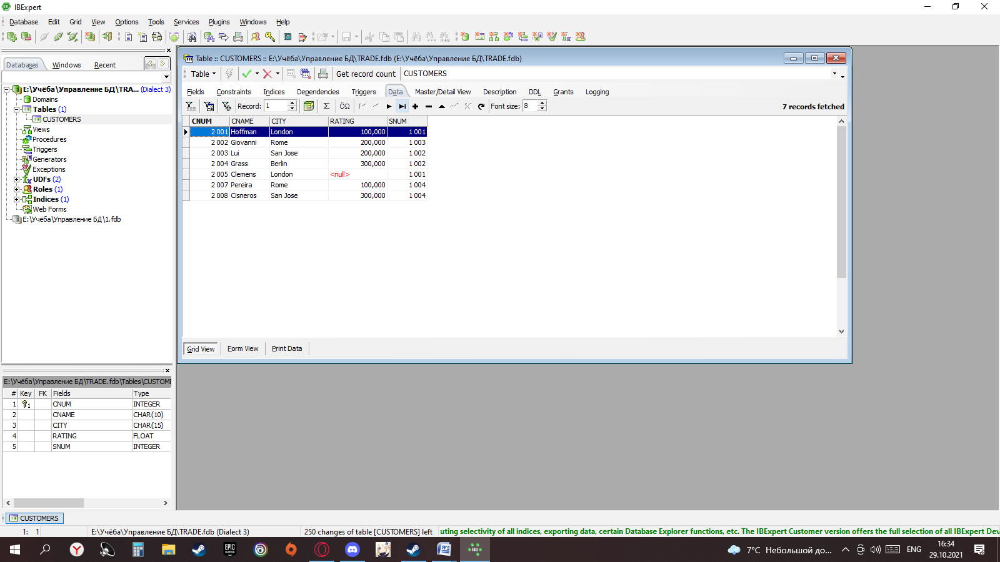 IBExpert
Database Edit Grid View Options Tools Services Plugins Windows Help
Databases Windows Recent
E:\Учёба\Управление БД\TRA... (Dialect 3)
Domains
Tables (1)
CUSTOMERS
Views
Procedures
Triggers
Generators
Exceptions
UDFs (2)
Roles (1)
Indices (1)
Web Forms
E:\Учёба\Управление БД\1.fdb
Table :: CUSTOMERS :: E:\Учёба\Управление БД\TRADE.fdb (E:\Учёба\Управление БД\TRADE.fdb)
Table Get record count CUSTOMERS
Fields Constraints Indices Dependencies Triggers Data Master/Detail View Description DDL Grants Logging
Record: 1 Σ ÖΩ Font size: 8 7 records fetched
CNUM CNAME CITY RATING SNUM
2 001 Hoffman London 100,000 1 001
2 002 Giovanni Rome 200,000 1 003
2 003 Lui San Jose 200,000 1 002
2 004 Grass Berlin 300,000 1 002
2 005 Clemens London <null> 1 001
2 007 Pereira Rome 100,000 1 004
2 008 Cisneros San Jose 300,000 1 004
Grid View Form View Print Data
E:\Учёба\Управление БД\TRADE.fdb\Tables\CUSTOME
# Key FK Fields Type
1 1 CNUM INTEGER
2 CNAME CHAR(10)
3 CITY CHAR(15)
4 RATING FLOAT
5 SNUM INTEGER
CUSTOMERS
1: 1 E:\Учёба\Управление БД\TRADE.fdb (Dialect 3) 250 changes of table [CUSTOMERS] left uting selectivity of all indices, exporting data, certain Database Explorer functions, etc. The IBExpert Customer version offers the full selection of all IBExpert Dev
EPIC GAMES 7°C Небольшой до... ENG 16:34
29.10.2021